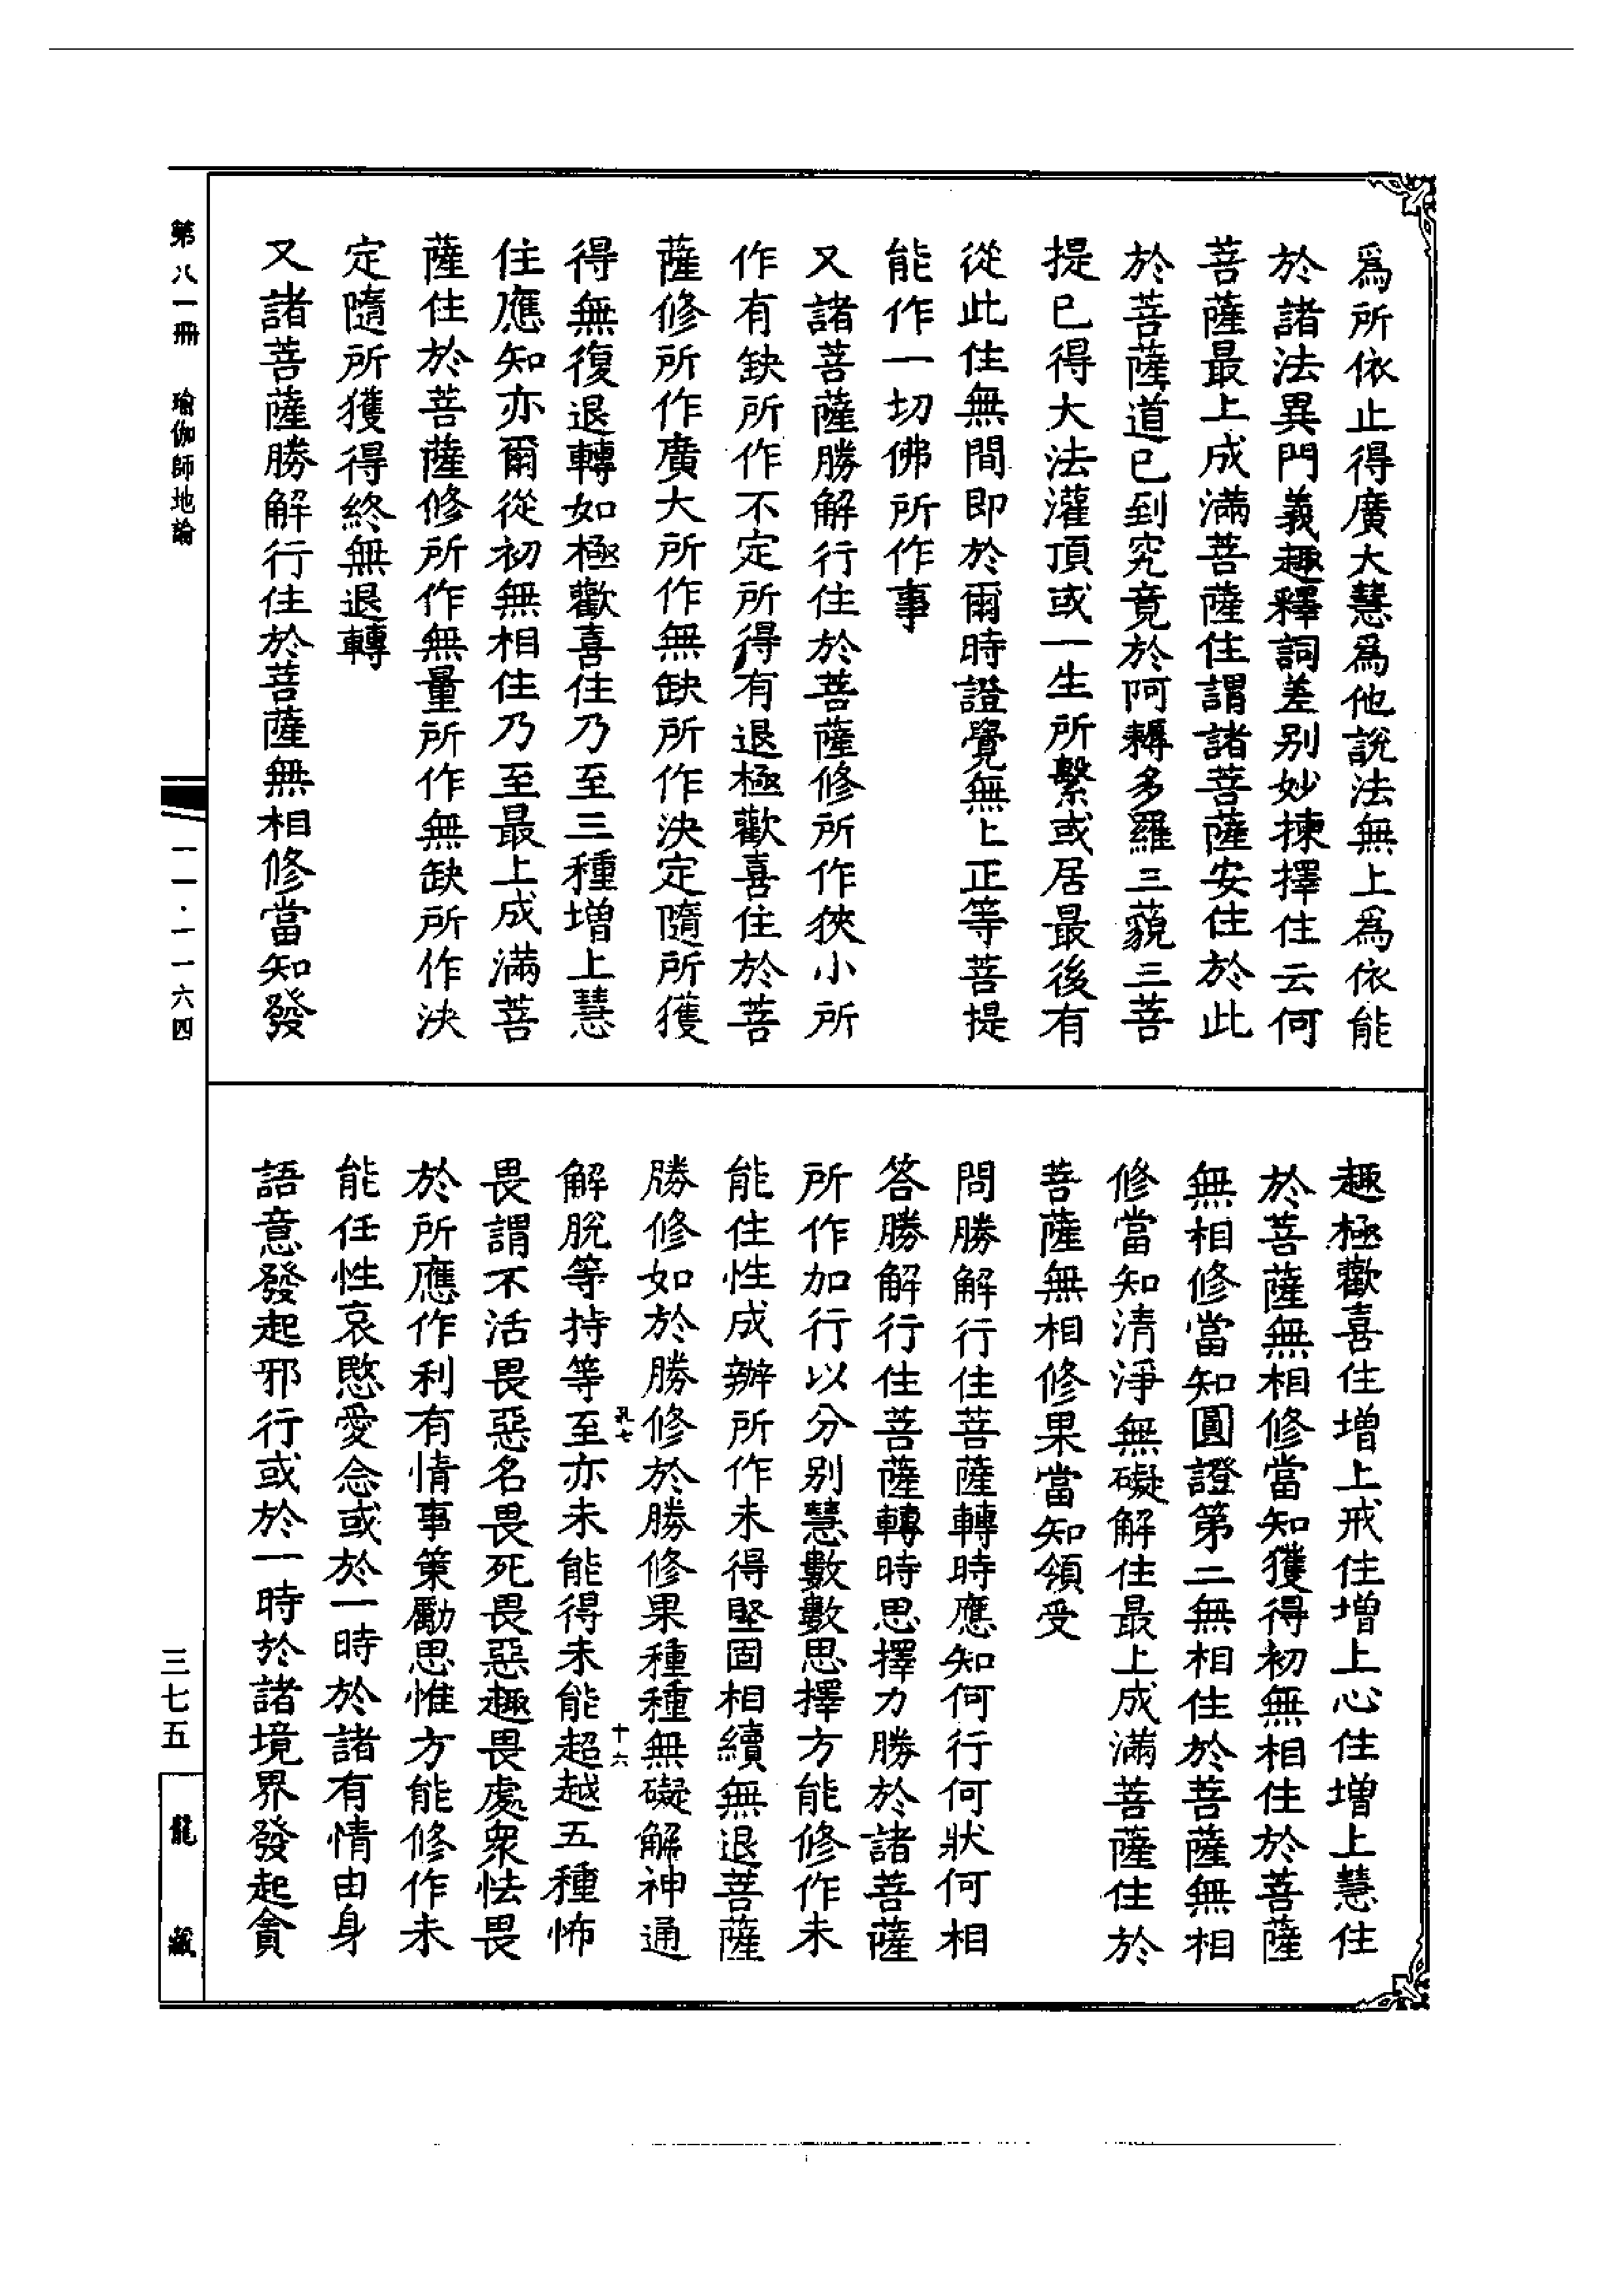 為所依止得廣大慧為他說法無上為依能
於諸法異門義趣釋詞差別妙揀擇住云何
菩薩最上成滿菩薩住謂諸菩薩安住於此
於菩薩道已到究竟於阿耨多羅三藐三菩
提已得大法灌頂或一生所繫或居最後有
從此住無間即於爾時證覺無上正等菩提
能作一切佛所作事
又諸菩薩勝解行住於菩薩修所作狹小所
作有缺所作不定所得有退極歡喜住於菩
薩修所作廣大所作無缺所作決定隨所獲
得無復退轉如極歡喜住乃至三種增上慧
住應知亦爾從初無相住乃至最上成滿菩
薩住於菩薩修所作無量所作無缺所作決
定隨所獲得終無退轉
又諸菩薩勝解行住於菩薩無相修當知發
趣極歡喜住增上戒住增上心住增上慧住
於菩薩無相修當知獲得初無相住於菩薩
無相修當知圓證第二無相住於菩薩無相
修當知清淨無礙解住最上成滿菩薩住於
菩薩無相修果當知領受
問勝解行住菩薩轉時應知何行何狀何相
答勝解行住菩薩轉時思擇力勝於諸菩薩
所作加行以分別慧數數思擇方能修作未
能住性成辦所作未得堅固相續無退菩薩
勝修如於勝修於勝修果種種無礙解神通
孔七
十六
解脫等持等至亦未能得未能超越五種怖
畏謂不活畏惡名畏死畏惡趣畏處眾怯畏
於所應作利有情事策勵思惟方能修作未
能任性哀愍愛念或於一時於諸有情由身
語意發起邪行或於一時於諸境界發起貪
第八一冊 瑜伽師地論
一一·一一六四
三七五
龍藏